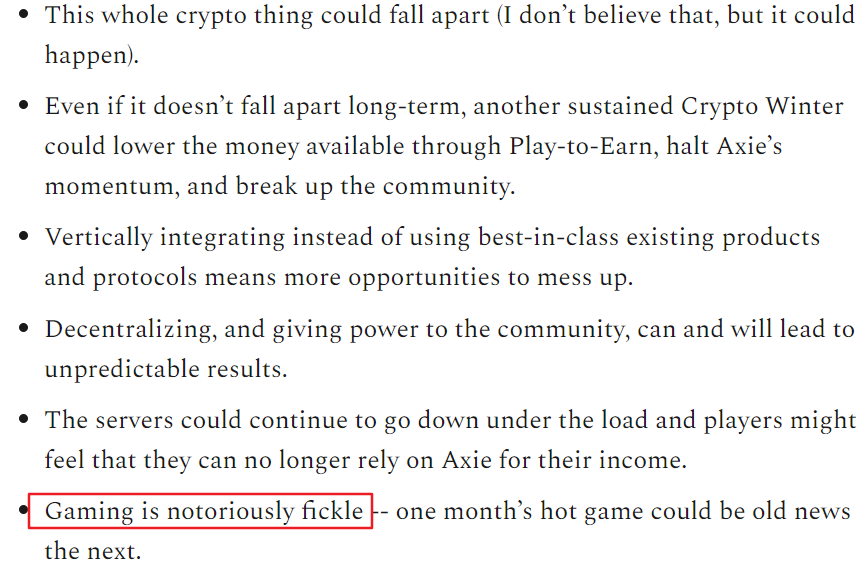 • This whole crypto thing could fall apart (I don’t believe that, but it could
happen).
• Even if it doesn’t fall apart long-term, another sustained Crypto Winter
could lower the money available through Play-to-Earn, halt Axie’s
momentum, and break up the community.
• Vertically integrating instead of using best-in-class existing products
and protocols means more opportunities to mess up.
• Decentralizing, and giving power to the community, can and will lead to
unpredictable results.
• The servers could continue to go down under the load and players might
feel that they can no longer rely on Axie for their income.
• Gaming is notoriously fickle -- one month’s hot game could be old news
the next.